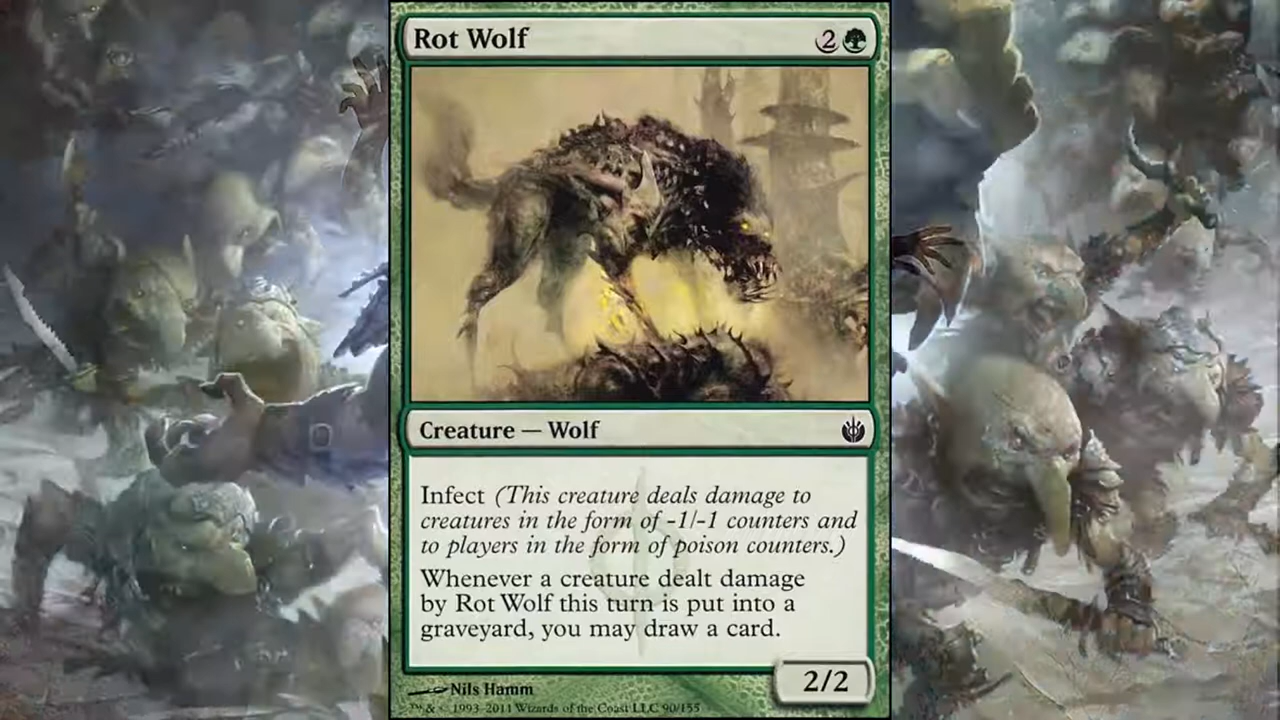 Rot Wolf 2
Creature — Wolf
Infect (This creature deals damage to
creatures in the form of -1/-1 counters and
to players in the form of poison counters.)
Whenever a creature dealt damage
by Rot Wolf this turn is put into a
graveyard, you may draw a card.
2/2
Nils Hamm
™ & © 1993–2011 Wizards of the Coast LLC 90/155